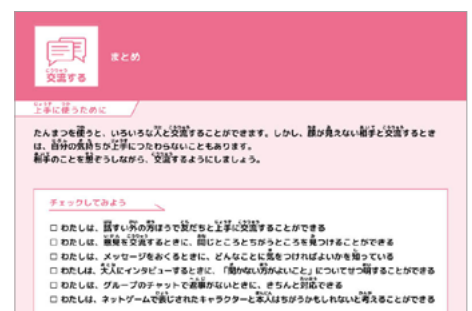 交流する
まとめ
上手に使うために
たんまつを使うと、いろいろな人と交流することができます。しかし、顔が見えない相手と交流するとき
は、自分の気持ちが上手につたわらないこともあります。
相手のことを想ぞうしながら、交流するようにしましょう。
チェックしてみよう
□ わたしは、話すい外の方ほうで友だちと上手に交流することができる
□ わたしは、意見を交流するときに、同じところとちがうところを見つけることができる
□ わたしは、メッセージをおくるときに、どんなことに気をつければよいかを知っている
□ わたしは、大人にインタビューするときに、「聞かない方がよいこと」についてせつ明することができる
□ わたしは、グループのチャットで返事がないときに、きちんと対応できる
□ わたしは、ネットゲームで表じされたキャラクターと本人はちがうかもしれないと考えることができる